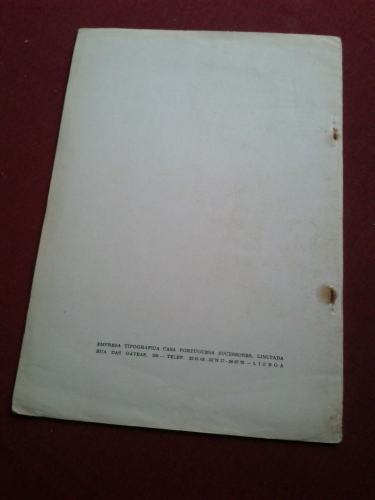 EMPRESA TIPOGRAFICA CASA PORTUGUESA SUCESSORES, LIMITADA
RUA DAS GAVEAS, — TELEF. — LISBOA